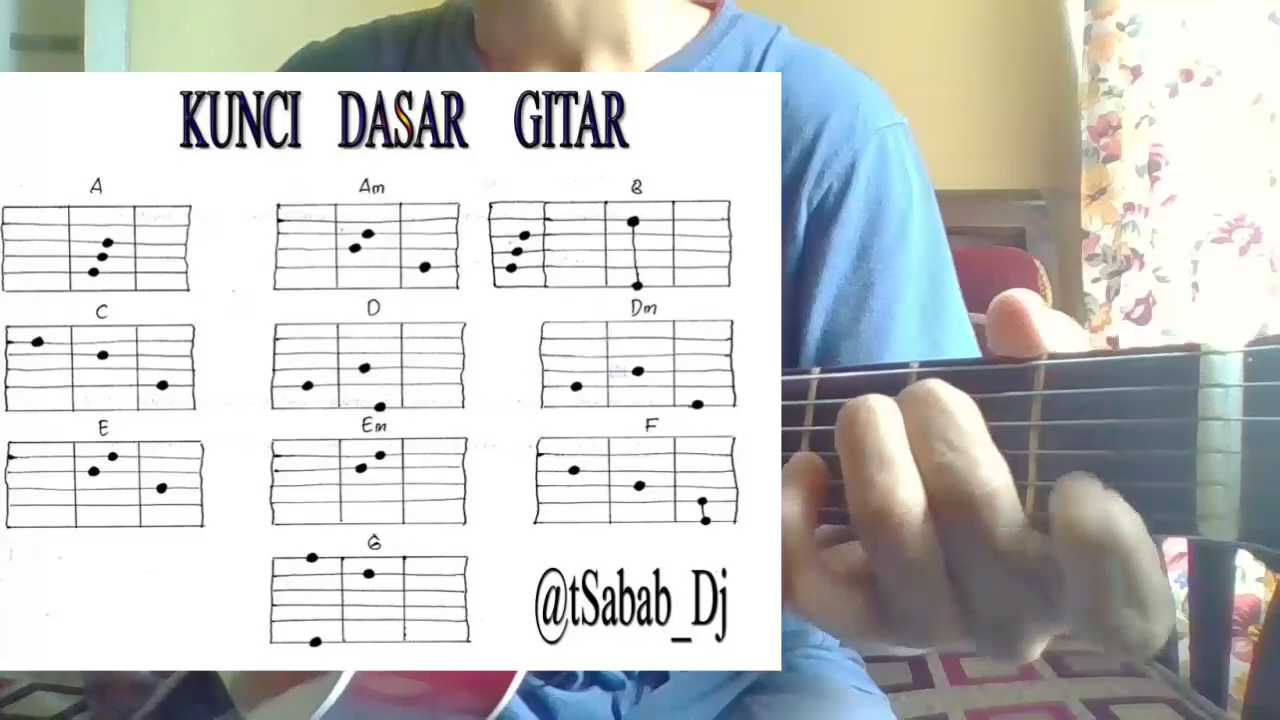 KUNCI DASAR GITAR
A Am B
C D Dm
E Em F
G
@tSabab_Dj